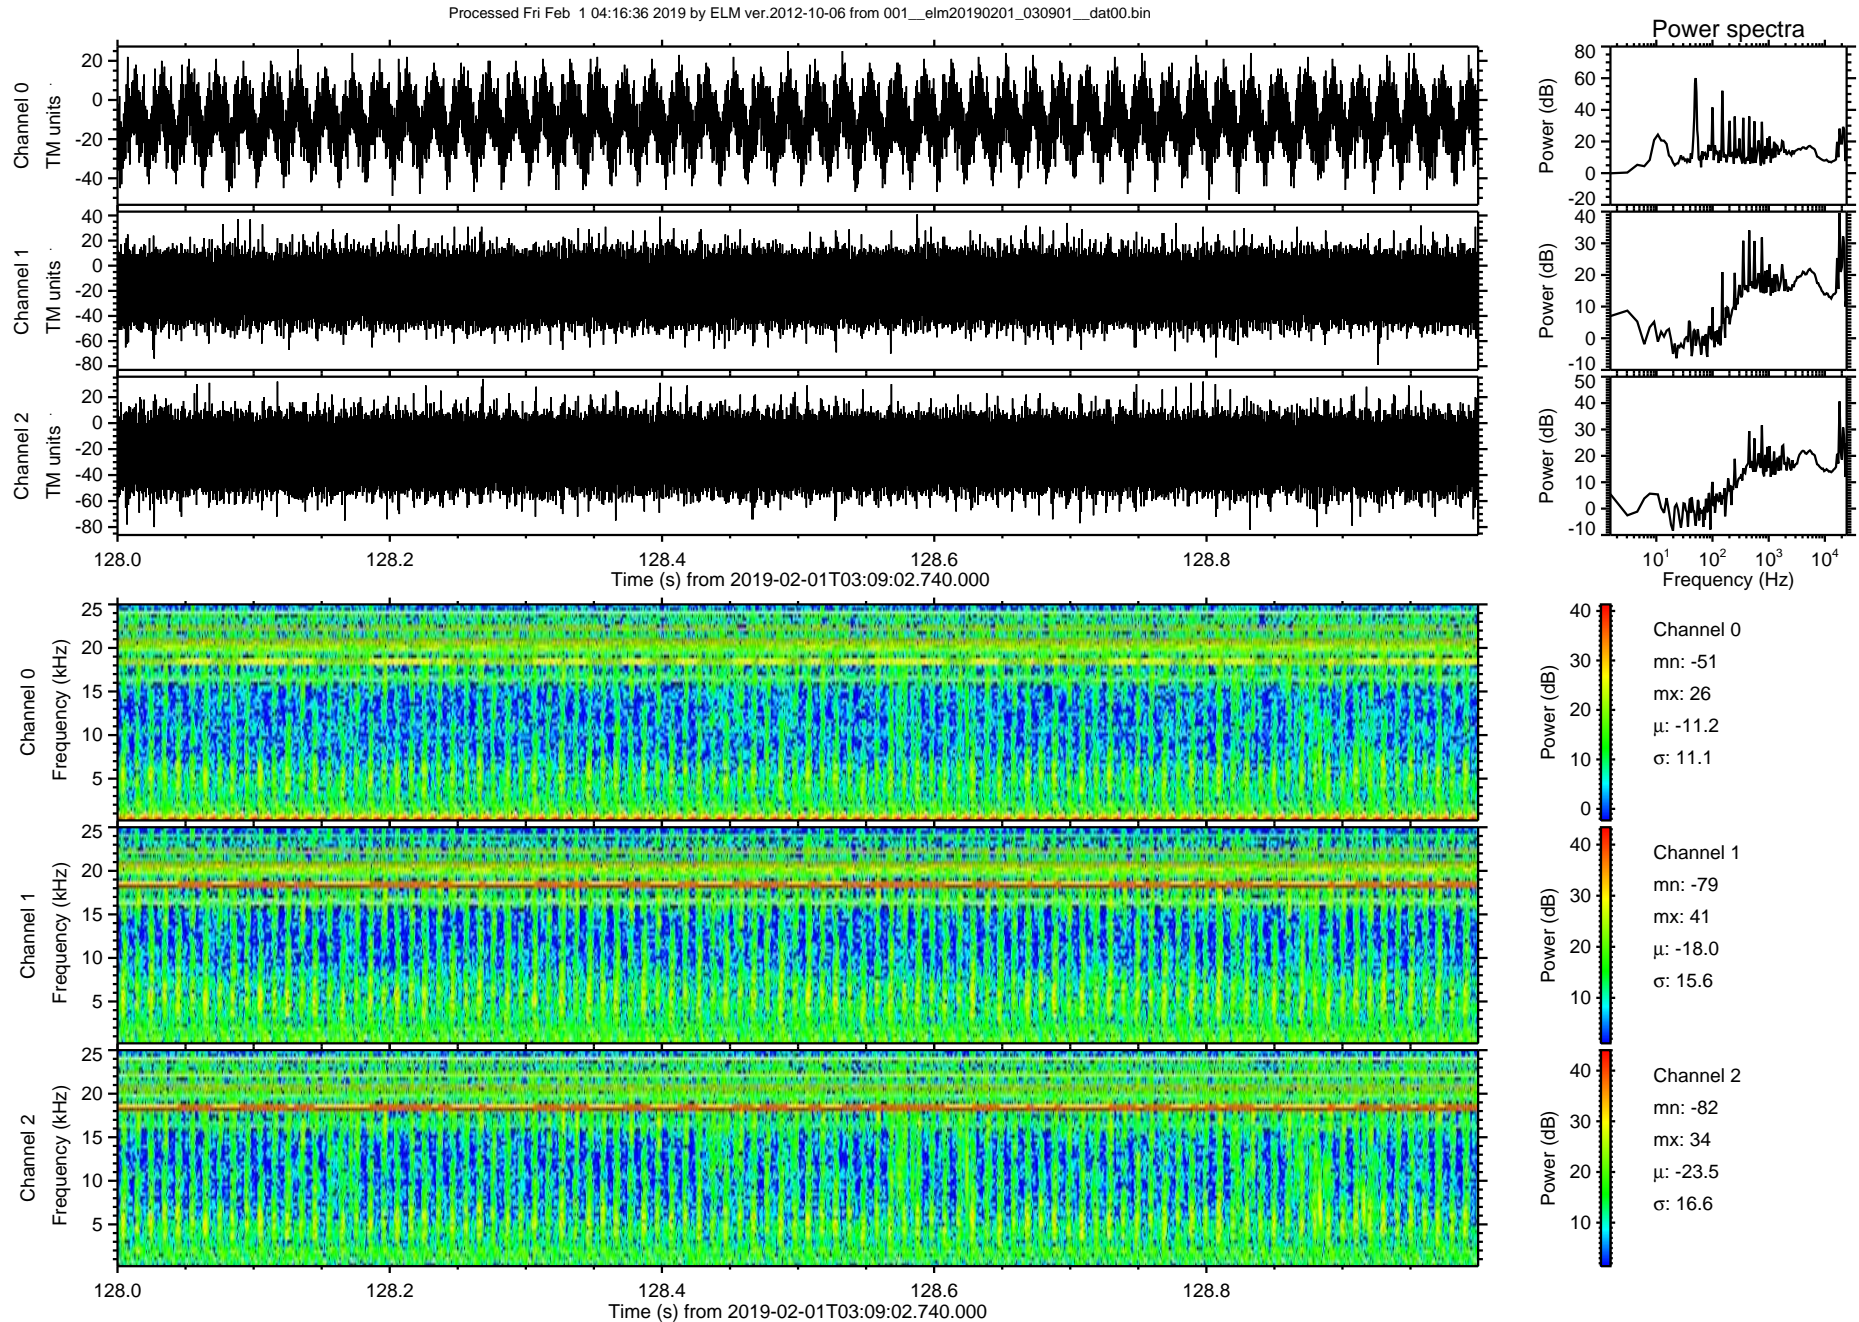 Processed Fri Feb  1 04:16:36 2019 by ELM ver.2012-10-06 from 001__elm20190201_030901__dat00.bin
Power spectra
Channel 0
TM units
20
0
-20
-40
Power (dB)
80
60
40
20
0
-20
Channel 1
TM units
40
20
0
-20
-40
-60
-80
Power (dB)
40
30
20
10
0
-10
Channel 2
TM units
20
0
-20
-40
-60
-80
Power (dB)
50
40
30
20
10
0
-10
128.0 128.2 128.4 128.6 128.8
Time (s) from 2019-02-01T03:09:02.740.000
10¹ 10² 10³ 10⁴
Frequency (Hz)
Channel 0
Frequency (kHz)
25
20
15
10
5
Power (dB)
40
30
20
10
0
Channel 0
mn: -51
mx: 26
μ: -11.2
σ: 11.1
Channel 1
Frequency (kHz)
25
20
15
10
5
Power (dB)
40
30
20
10
Channel 1
mn: -79
mx: 41
μ: -18.0
σ: 15.6
Channel 2
Frequency (kHz)
25
20
15
10
5
Power (dB)
40
30
20
10
Channel 2
mn: -82
mx: 34
μ: -23.5
σ: 16.6
128.0 128.2 128.4 128.6 128.8
Time (s) from 2019-02-01T03:09:02.740.000